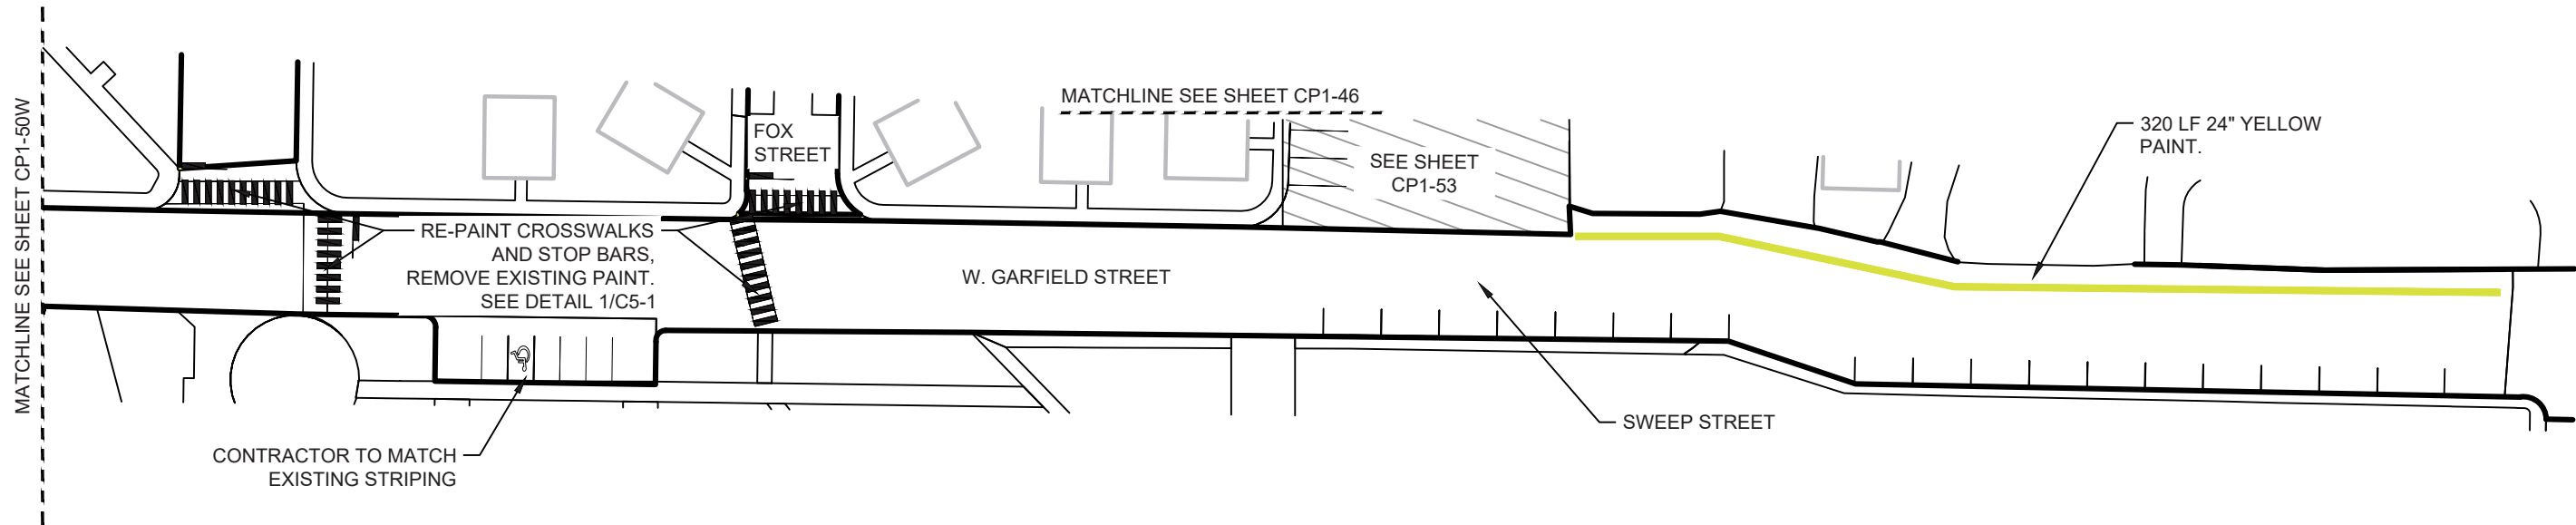 MATCHLINE SEE SHEET CP1-50W
FOX
STREET
MATCHLINE SEE SHEET CP1-46
SEE SHEET
CP1-53
320 LF 24" YELLOW
PAINT.
RE-PAINT CROSSWALKS
AND STOP BARS,
REMOVE EXISTING PAINT.
SEE DETAIL 1/C5-1
W. GARFIELD STREET
SWEEP STREET
CONTRACTOR TO MATCH
EXISTING STRIPING